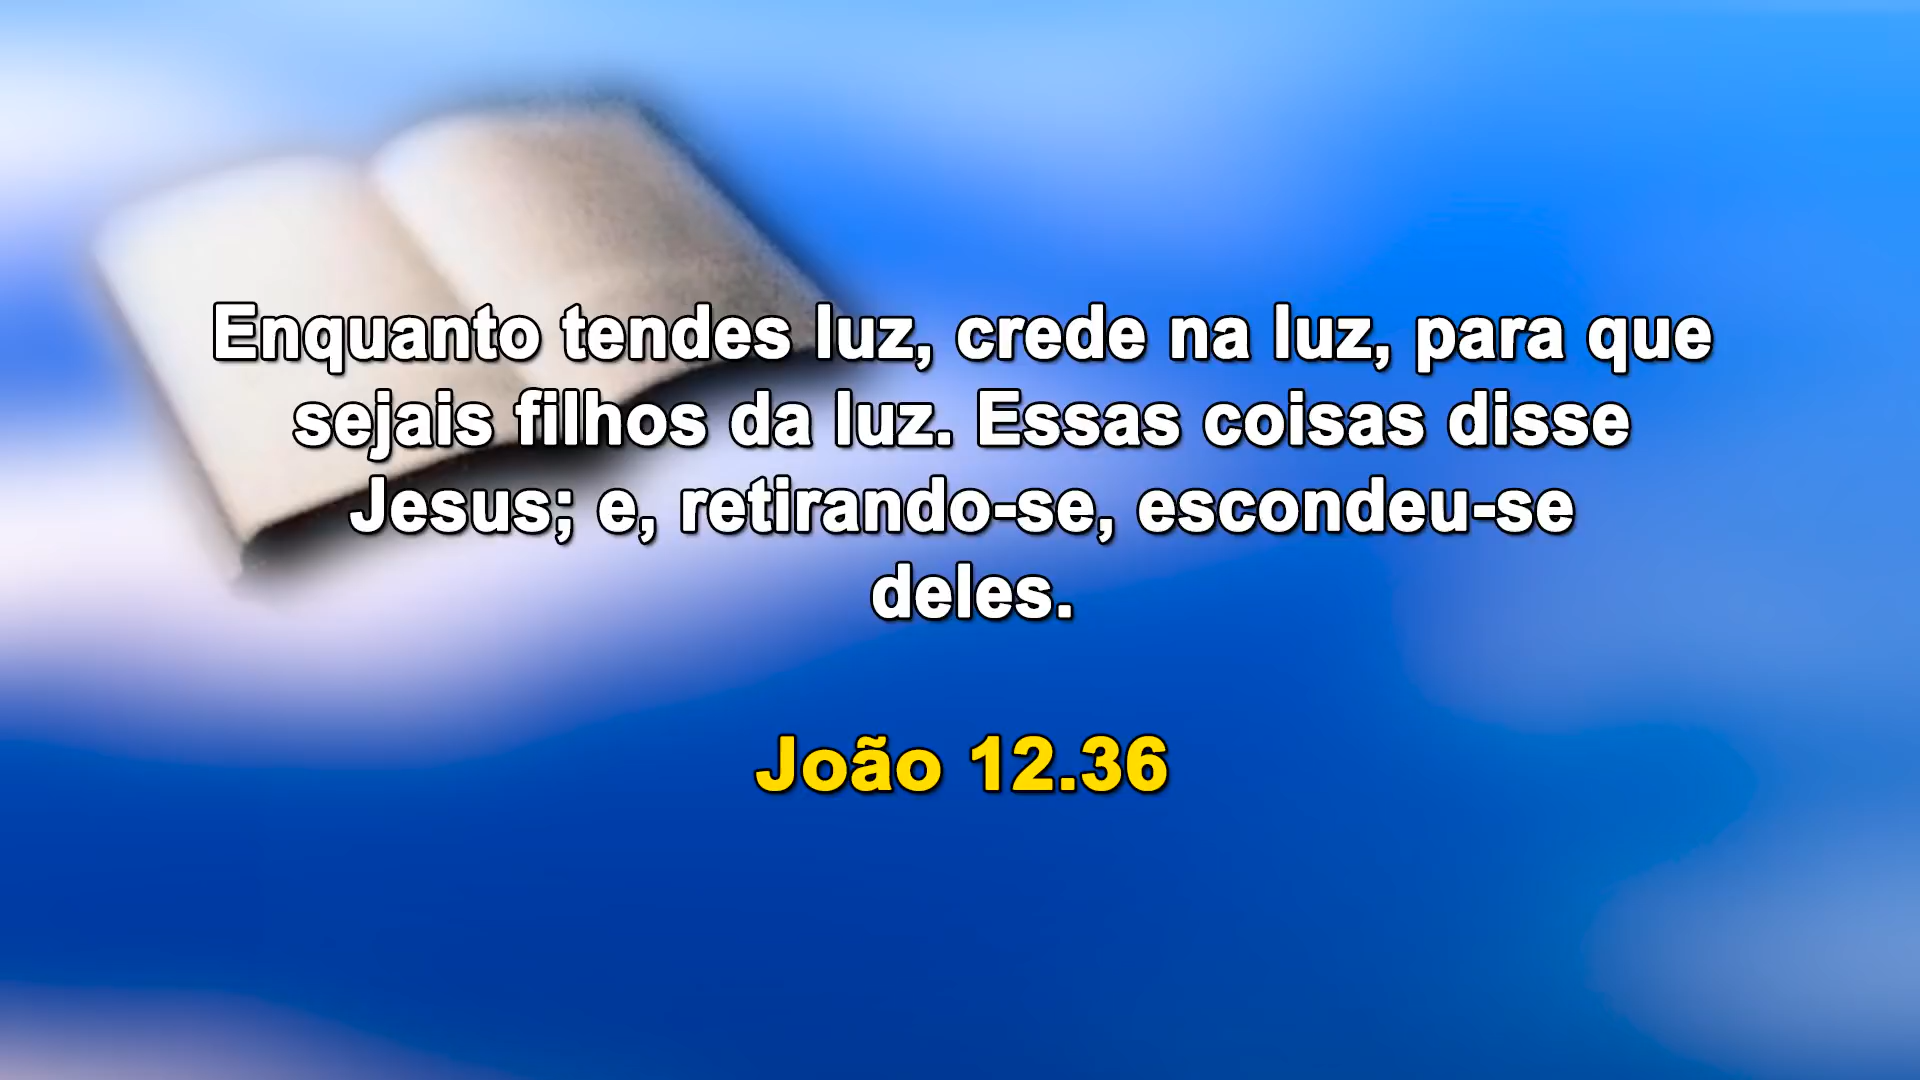 Enquanto tendes luz, crede na luz, para que
sejais filhos da luz. Essas coisas disse
Jesus; e, retirando-se, escondeu-se
deles.
João 12.36